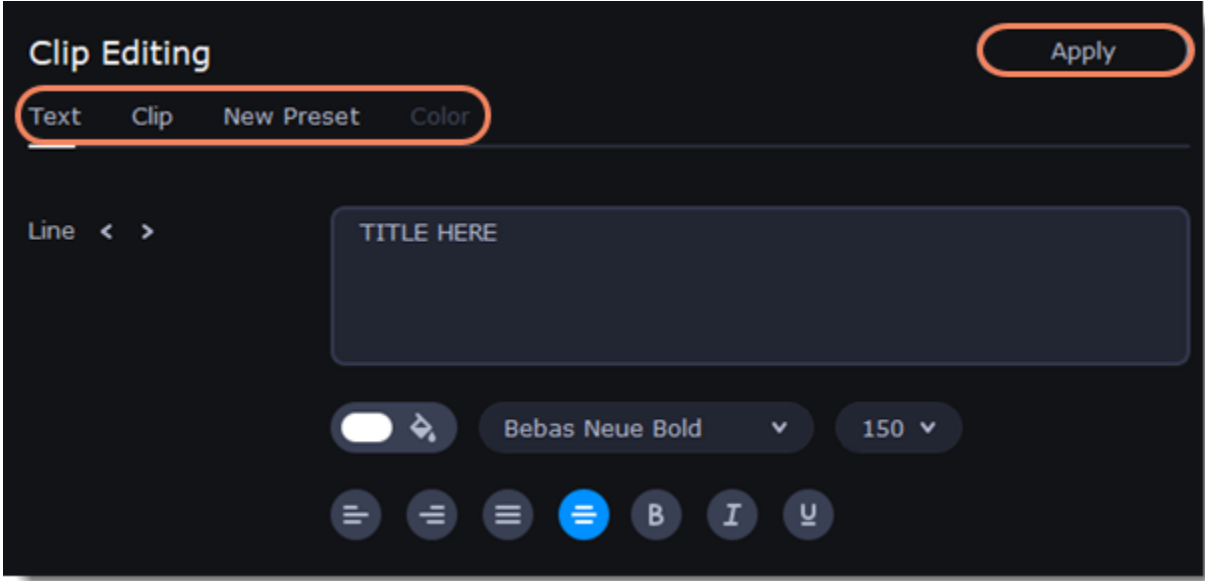 Clip Editing
Apply
Text Clip New Preset Color
Line < >
TITLE HERE
Bebas Neue Bold 150
B I U